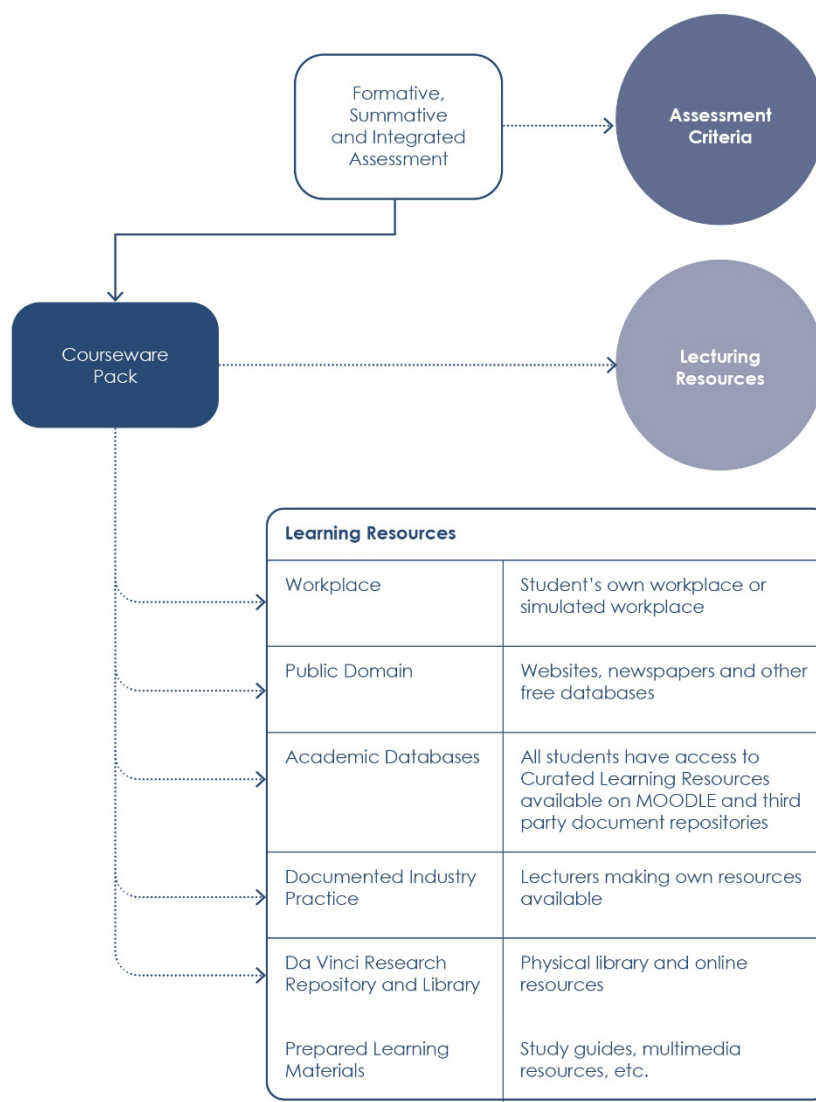 Formative,
Summative
and Integrated
Assessment
Assessment
Criteria
Courseware
Pack
Lecturing
Resources
Learning Resources
Workplace
Student's own workplace or
simulated workplace
Public Domain
Websites, newspapers and other
free databases
Academic Databases
All students have access to
Curated Learning Resources
available on MOODLE and third
party document repositories
Documented Industry
Practice
Lecturers making own resources
available
Da Vinci Research
Repository and Library
Physical library and online
resources
Prepared Learning
Materials
Study guides, multimedia
resources, etc.